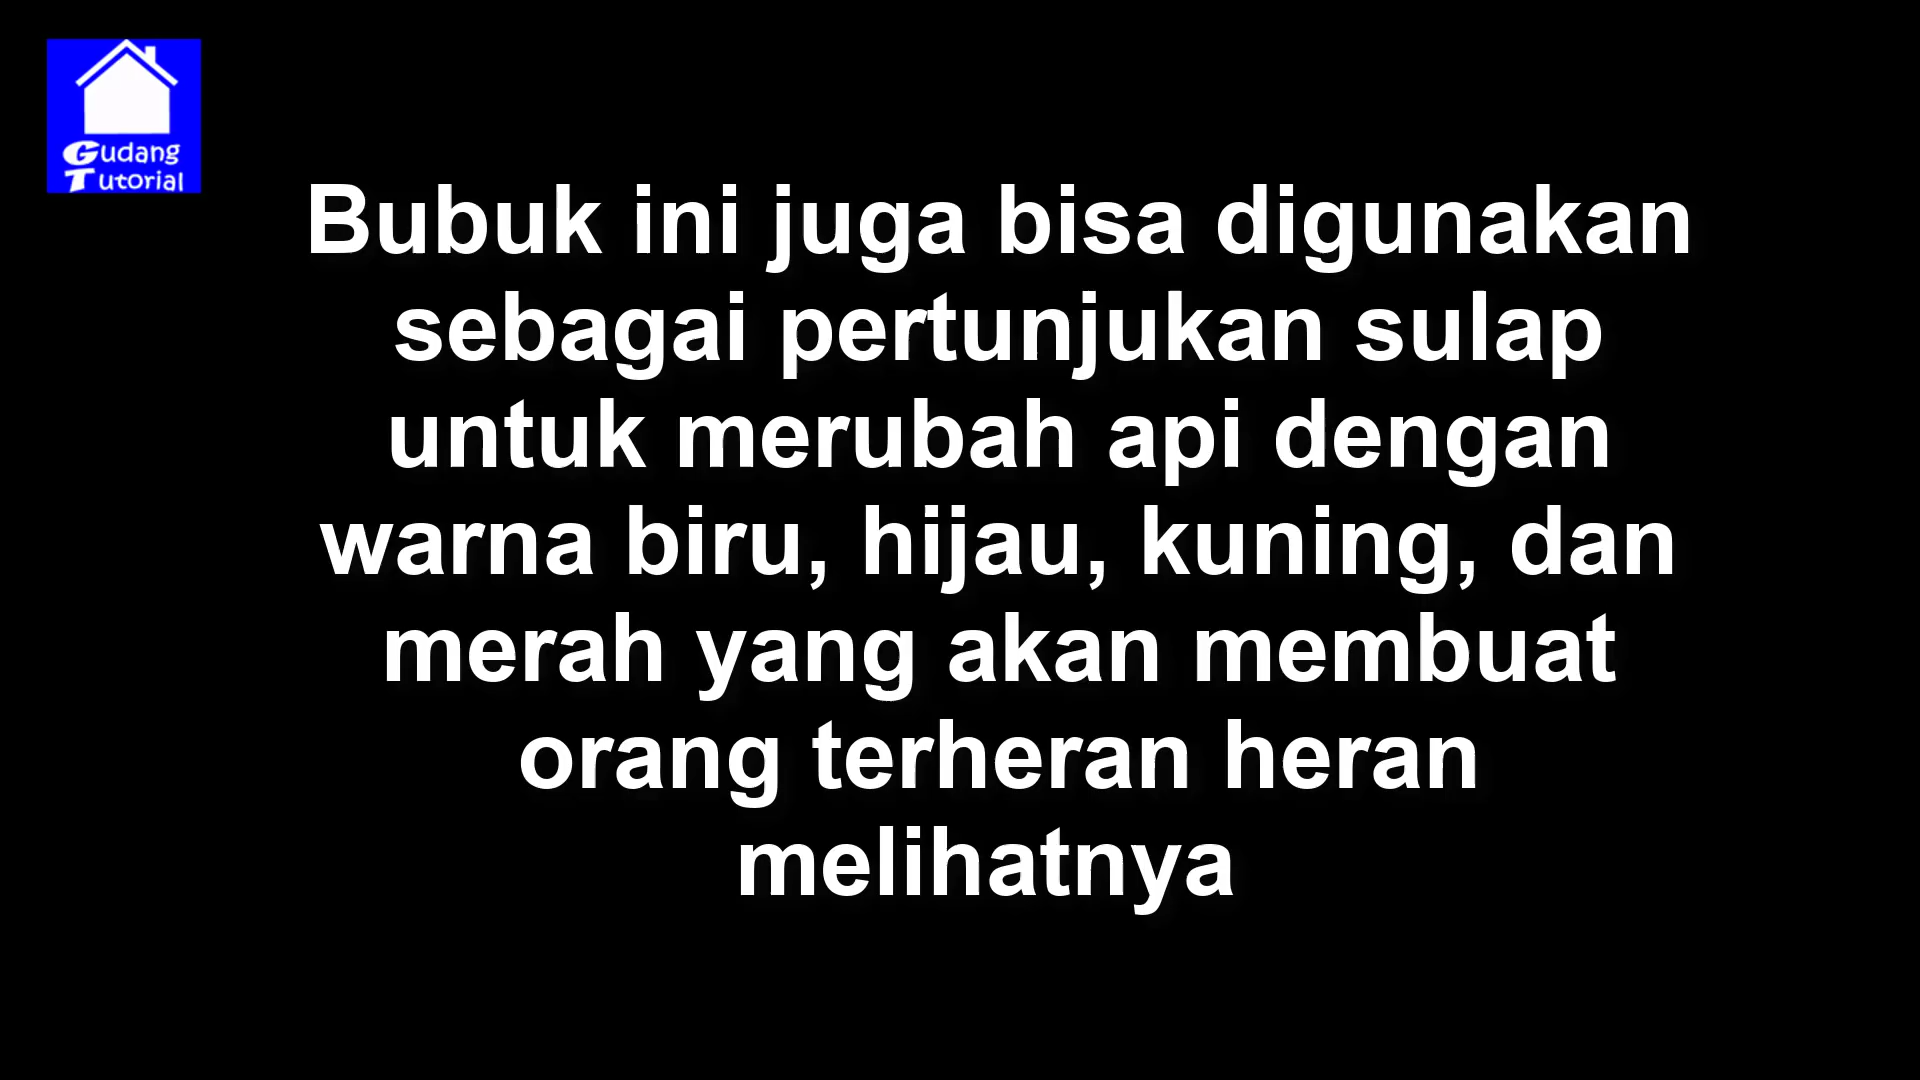 Gudang
Tutorial
Bubuk ini juga bisa digunakan
sebagai pertunjukan sulap
untuk merubah api dengan
warna biru, hijau, kuning, dan
merah yang akan membuat
orang terheran heran
melihatnya